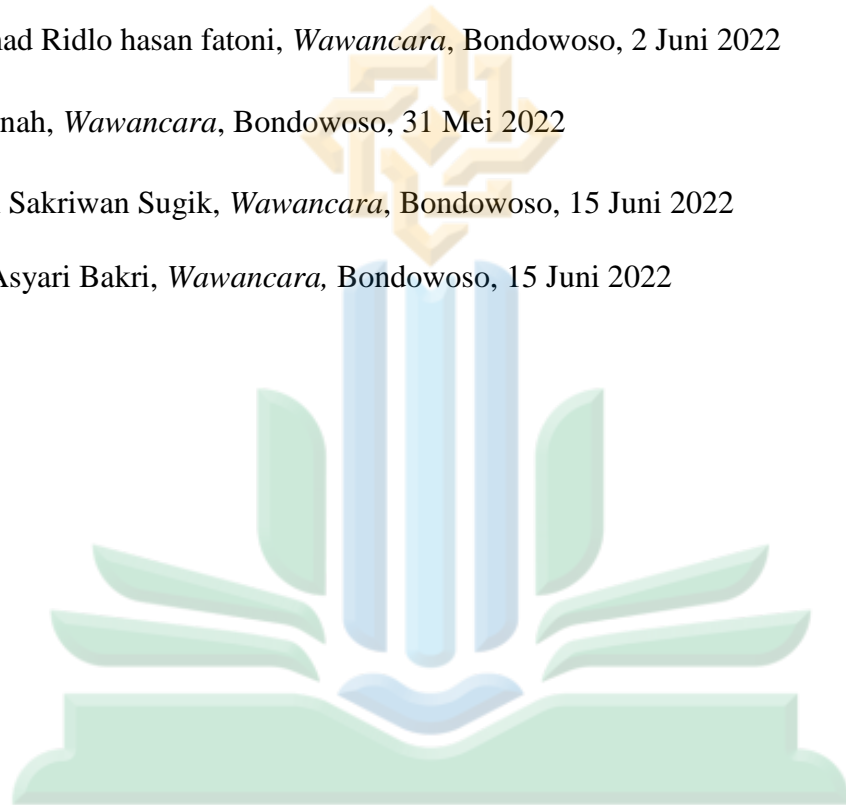 ad Ridlo hasan fatoni, Wawancara, Bondowoso, 2 Juni 2022
nah, Wawancara, Bondowoso, 31 Mei 2022
Sakriwan Sugik, Wawancara, Bondowoso, 15 Juni 2022
Asyari Bakri, Wawancara, Bondowoso, 15 Juni 2022